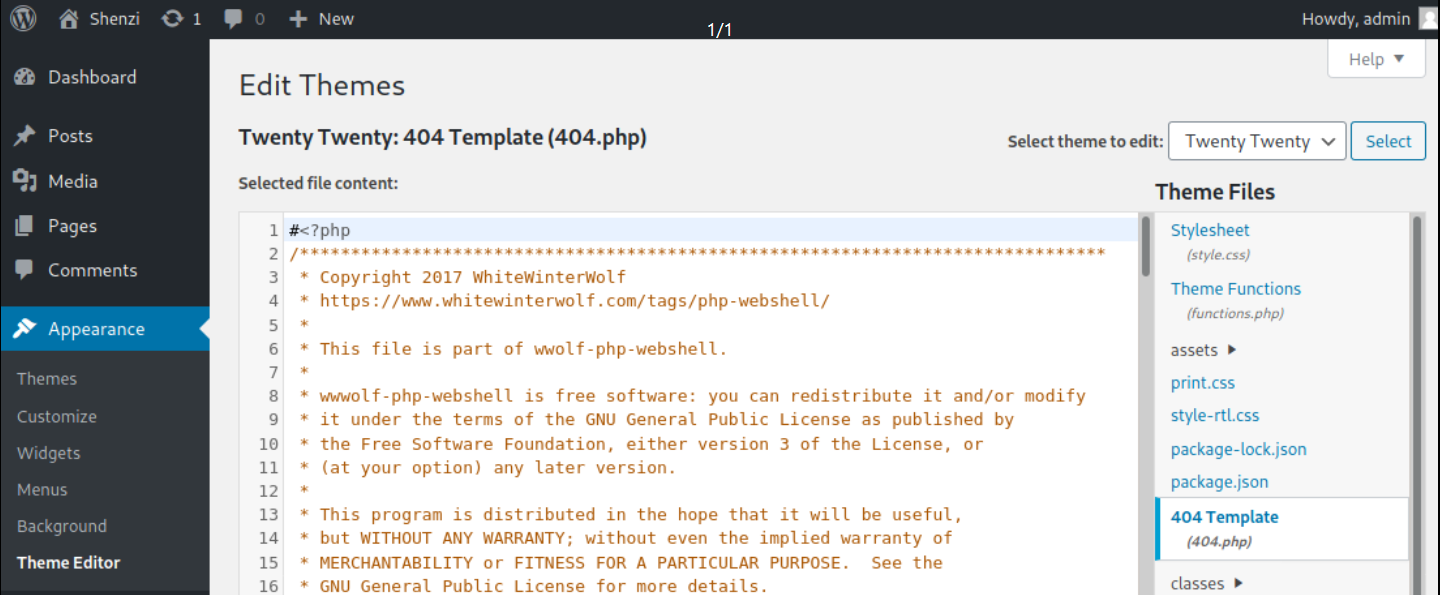 Shenzi 1 0 New 1/1 Howdy, admin
Help
Dashboard
Posts
Media
Pages
Comments
Appearance
Themes
Customize
Widgets
Menus
Background
Theme Editor
Edit Themes
Twenty Twenty: 404 Template (404.php)
Select theme to edit: Twenty Twenty Select
Selected file content:
1 #<?php
2 /*******************************************************************************
3 * Copyright 2017 WhiteWinterWolf
4 * https://www.whitewinterwolf.com/tags/php-webshell/
5 *
6 * This file is part of wwolf-php-webshell.
7 *
8 * wwwolf-php-webshell is free software: you can redistribute it and/or modify
9 * it under the terms of the GNU General Public License as published by
10 * the Free Software Foundation, either version 3 of the License, or
11 * (at your option) any later version.
12 *
13 * This program is distributed in the hope that it will be useful,
14 * but WITHOUT ANY WARRANTY; without even the implied warranty of
15 * MERCHANTABILITY or FITNESS FOR A PARTICULAR PURPOSE.  See the
16 * GNU General Public License for more details.
Theme Files
Stylesheet
(style.css)
Theme Functions
(functions.php)
assets
print.css
style-rtl.css
package-lock.json
package.json
404 Template
(404.php)
classes